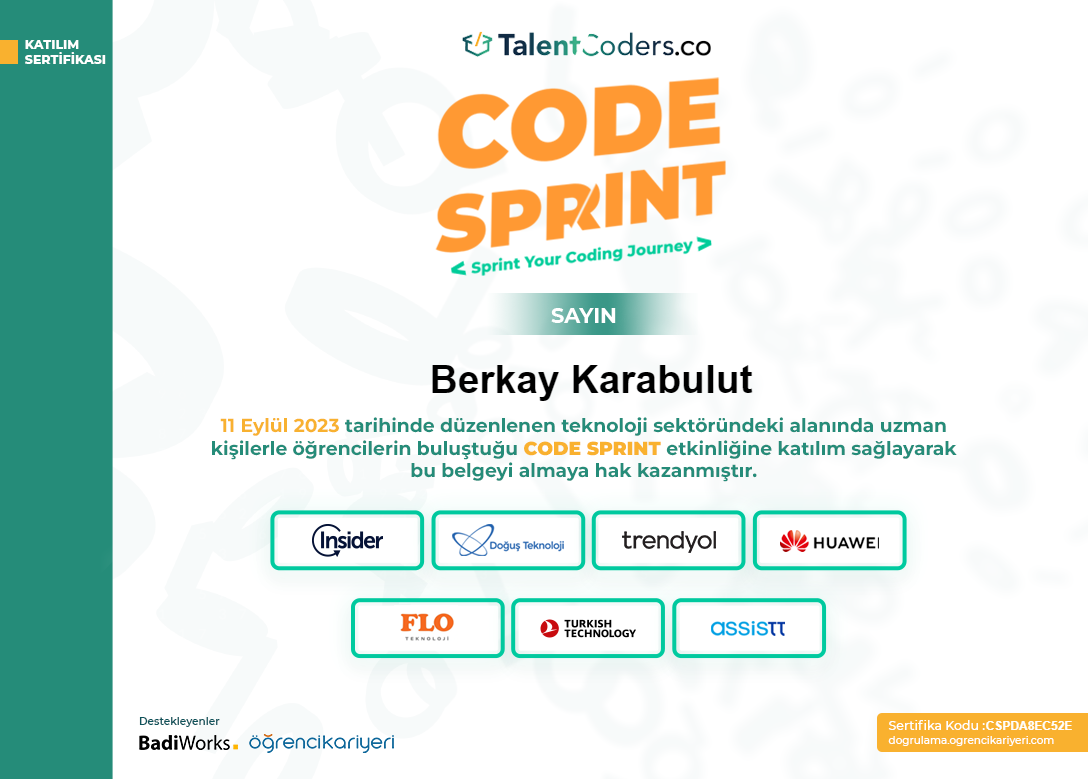 KATILIM
SERTİFİKASI
TalentCoders.co
CODE
SPRINT
< Sprint Your Coding Journey >
SAYIN
Berkay Karabulut
11 Eylül 2023 tarihinde düzenlenen teknoloji sektöründeki alanında uzman
kişilerle öğrencilerin buluştuğu CODE SPRINT etkinliğine katılım sağlayarak
bu belgeyi almaya hak kazanmıştır.
Insider
Doğuş Teknoloji
trendyol
HUAWEI
FLO
TEKNOLOJİ
TURKISH
TECHNOLOGY
assisTT
Destekleyenler
BadiWorks.
öğrencikariyeri
Sertifika Kodu :CSPDA8EC52E
dogrulama.ogrencikariyeri.com